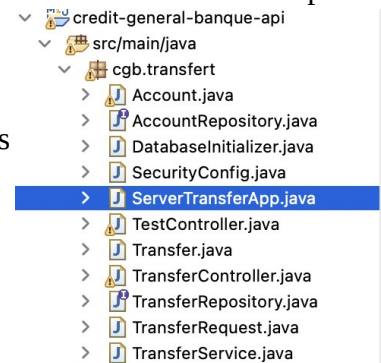 credit-general-banque-api
src/main/java
cgb.transfert
Account.java
AccountRepository.java
DatabaseInitializer.java
s
SecurityConfig.java
ServerTransferApp.java
TestController.java
Transfer.java
TransferController.java
TransferRepository.java
TransferRequest.java
TransferService.java